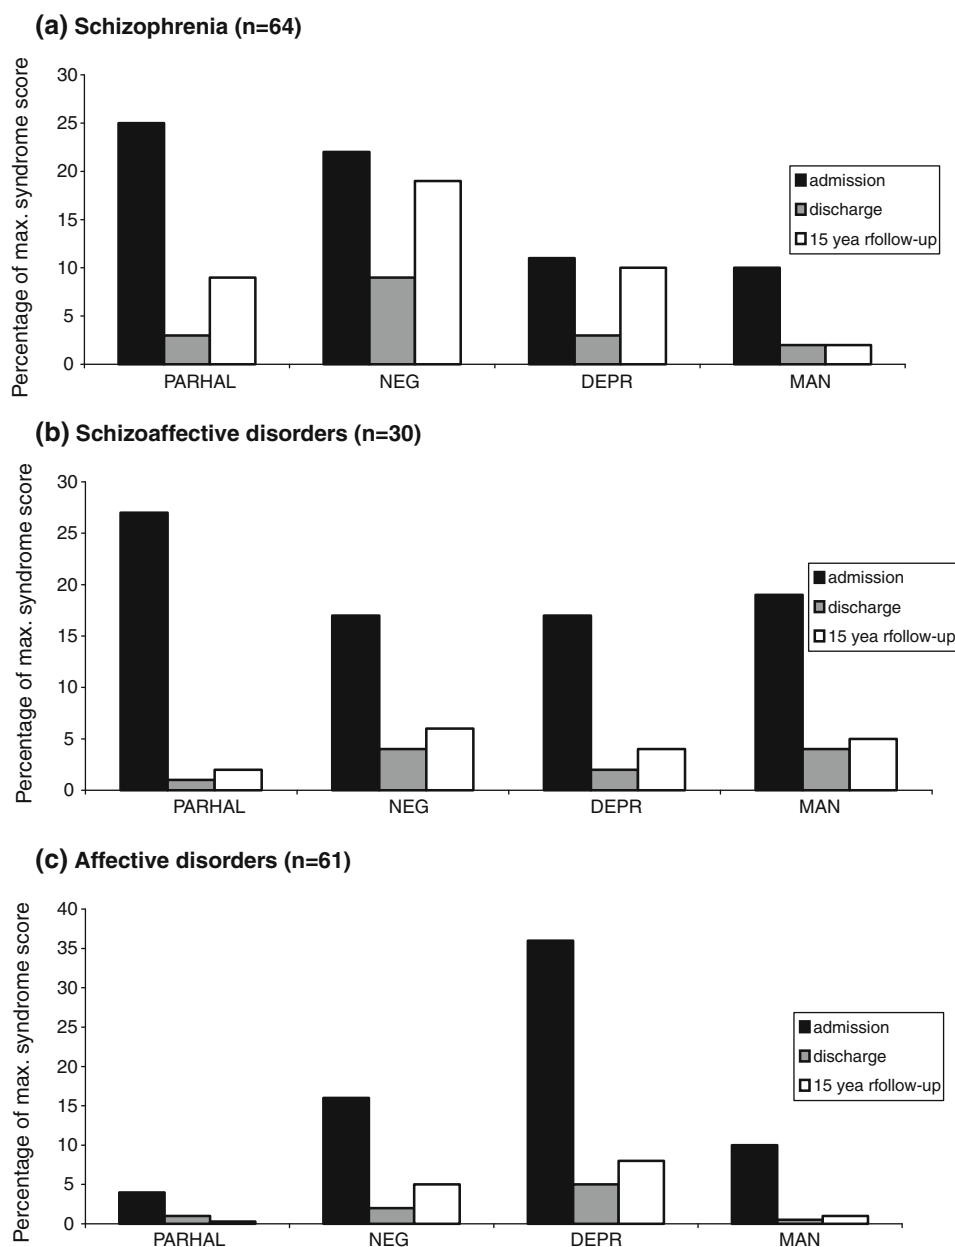 (a) Schizophrenia (n=64)
Percentage of max. syndrome score
30
25
20
15
10
5
0
PARHAL NEG DEPR MAN
admission
discharge
15 yea rfollow-up
(b) Schizoaffective disorders (n=30)
Percentage of max. syndrome score
30
25
20
15
10
5
0
PARHAL NEG DEPR MAN
admission
discharge
15 yea rfollow-up
(c) Affective disorders (n=61)
Percentage of max. syndrome score
40
35
30
25
20
15
10
5
0
PARHAL NEG DEPR MAN
admission
discharge
15 yea rfollow-up